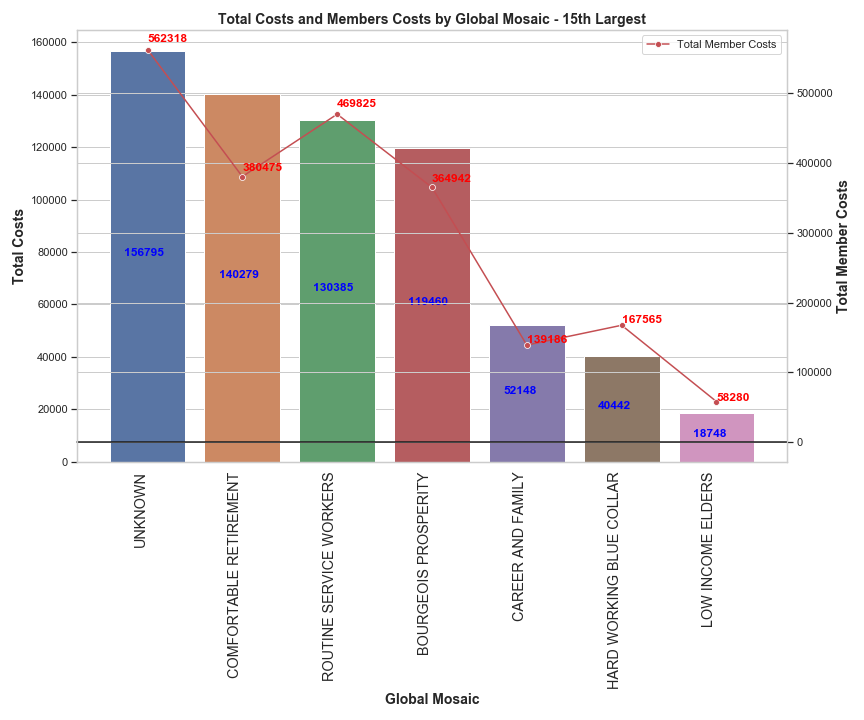 Total Costs and Members Costs by Global Mosaic - 15th Largest
Total Member Costs
Total Costs
160000
140000
120000
100000
80000
60000
40000
20000
0
562318
380475
469825
364942
139186
167565
58280
156795
140279
130385
119460
52148
40442
18748
500000
400000
300000
200000
100000
0
Total Member Costs
UNKNOWN
COMFORTABLE RETIREMENT
ROUTINE SERVICE WORKERS
BOURGEOIS PROSPERITY
CAREER AND FAMILY
HARD WORKING BLUE COLLAR
LOW INCOME ELDERS
Global Mosaic